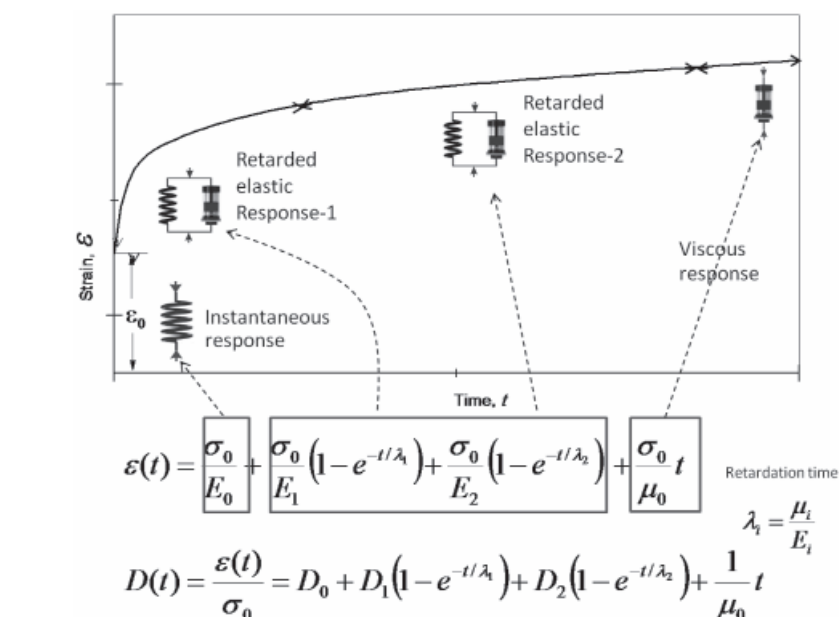 Retarded
elastic
Response-2
Retarded
elastic
Response-1
Viscous
response
Strain, ε
ε₀
Instantaneous
response
Time, t
ε(t) = σ₀/E₀ + σ₀/E₁ (1 − e^(−t/λ₁)) + σ₀/E₂ (1 − e^(−t/λ₂)) + σ₀/μ₀ t
Retardation time
λᵢ = μᵢ/Eᵢ
D(t) = ε(t)/σ₀ = D₀ + D₁(1 − e^(−t/λ₁)) + D₂(1 − e^(−t/λ₂)) + 1/μ₀ t